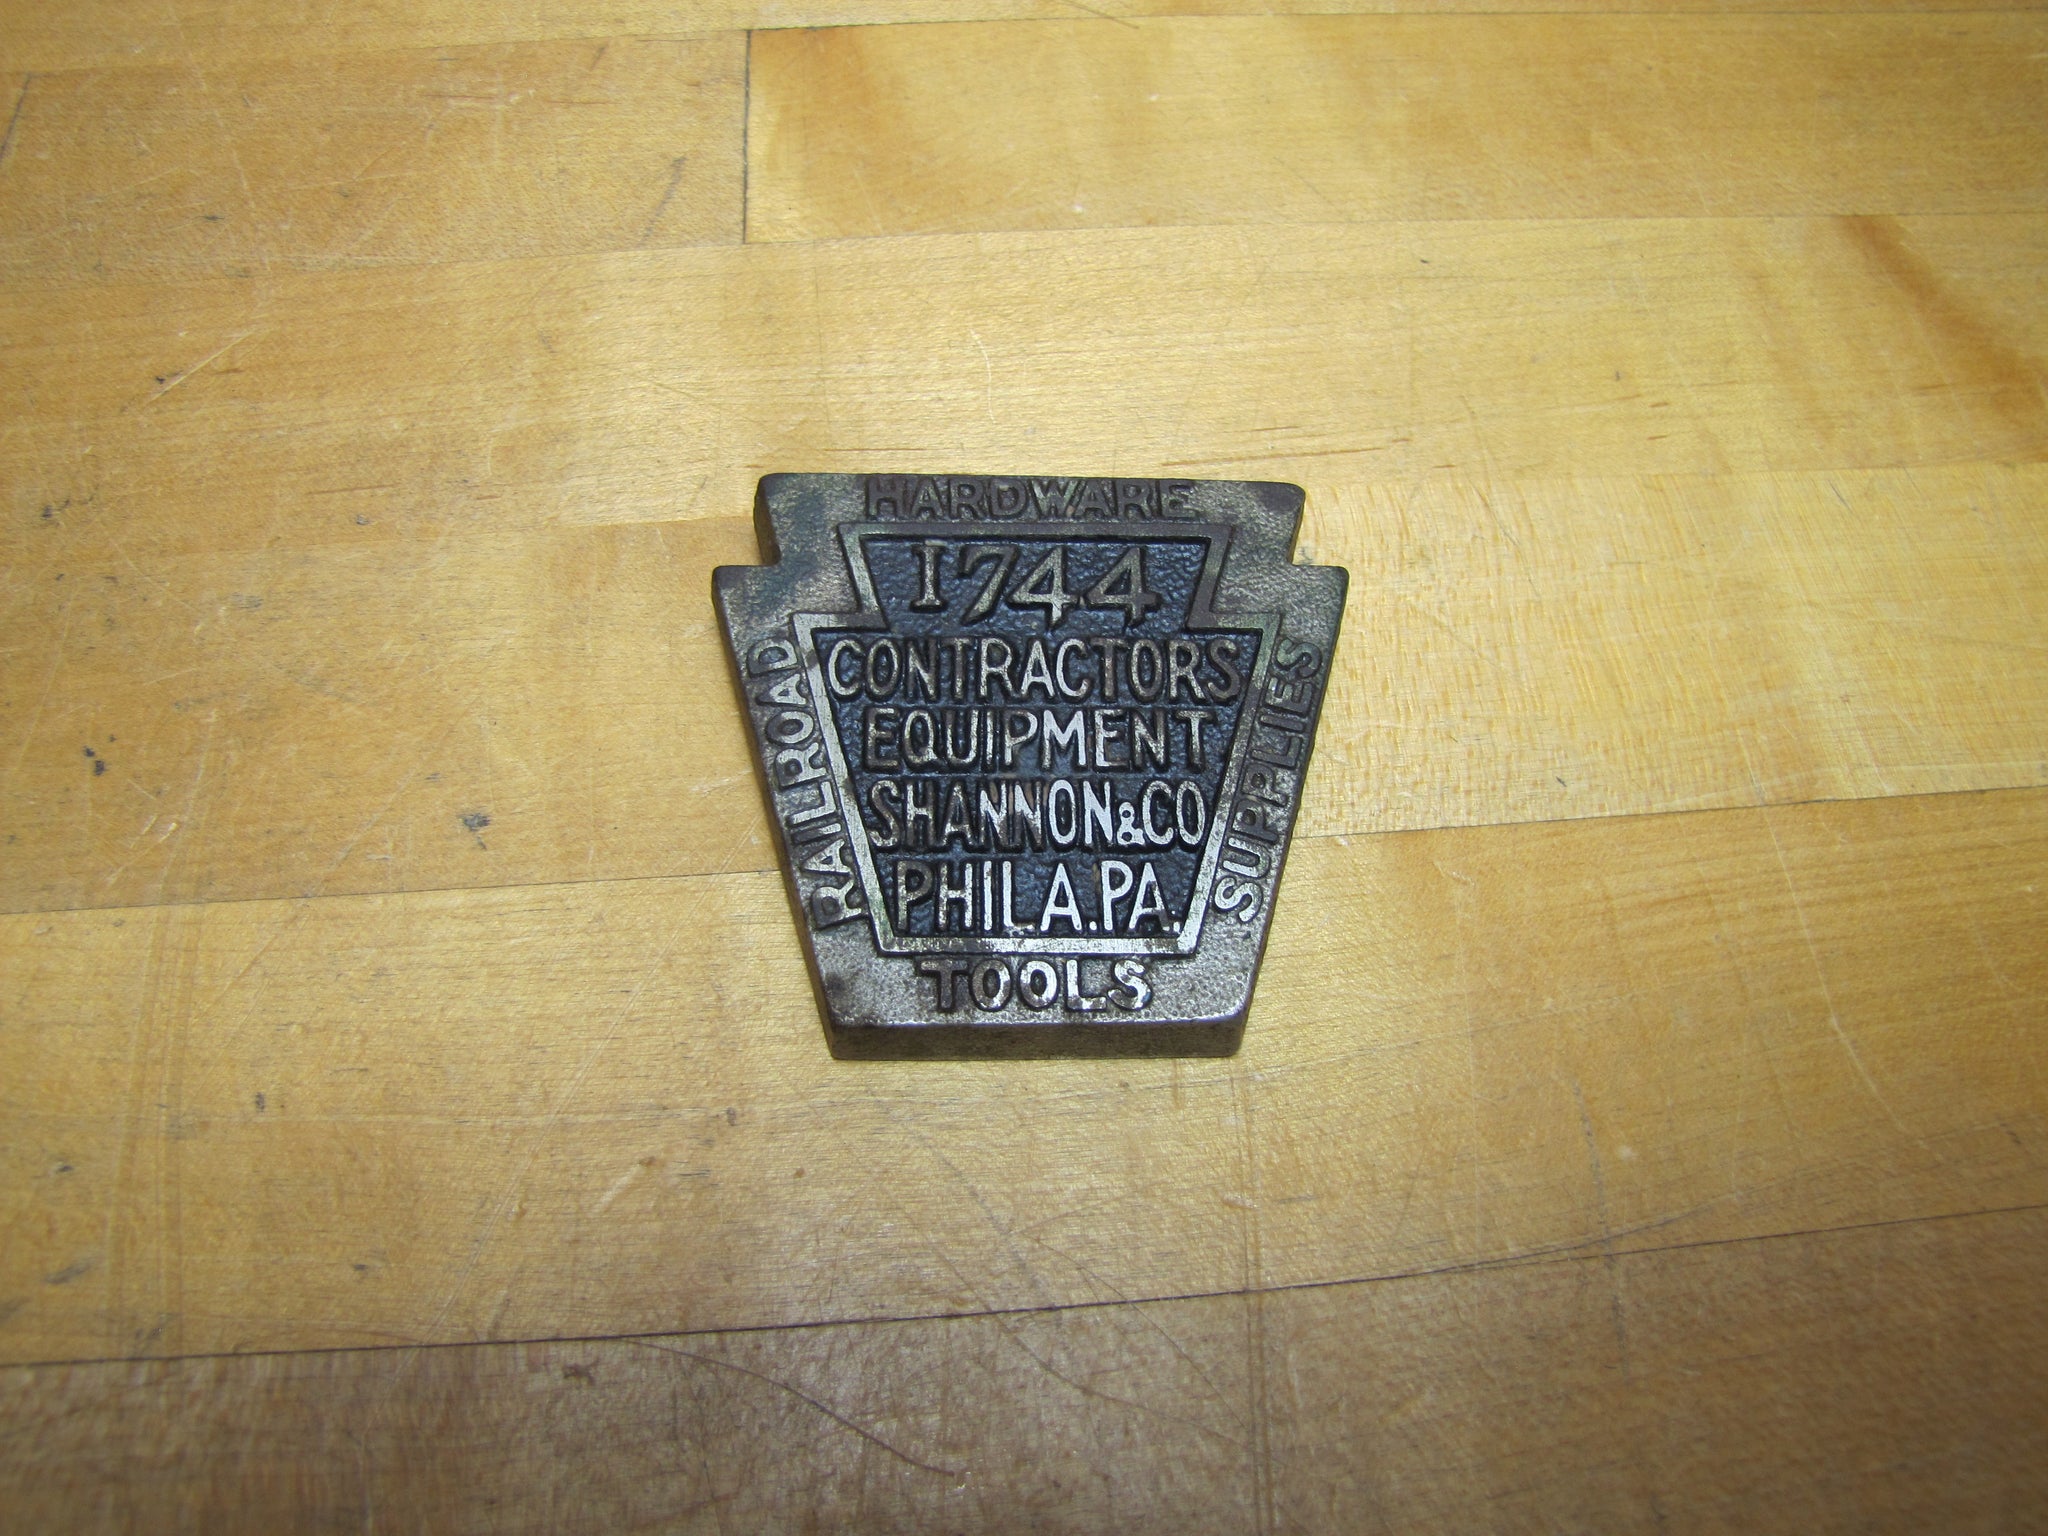 HARDWARE
1744
CONTRACTORS
EQUIPMENT
SHANNON & CO
PHILA. PA.
RAILROAD
SUPPLIES
TOOLS